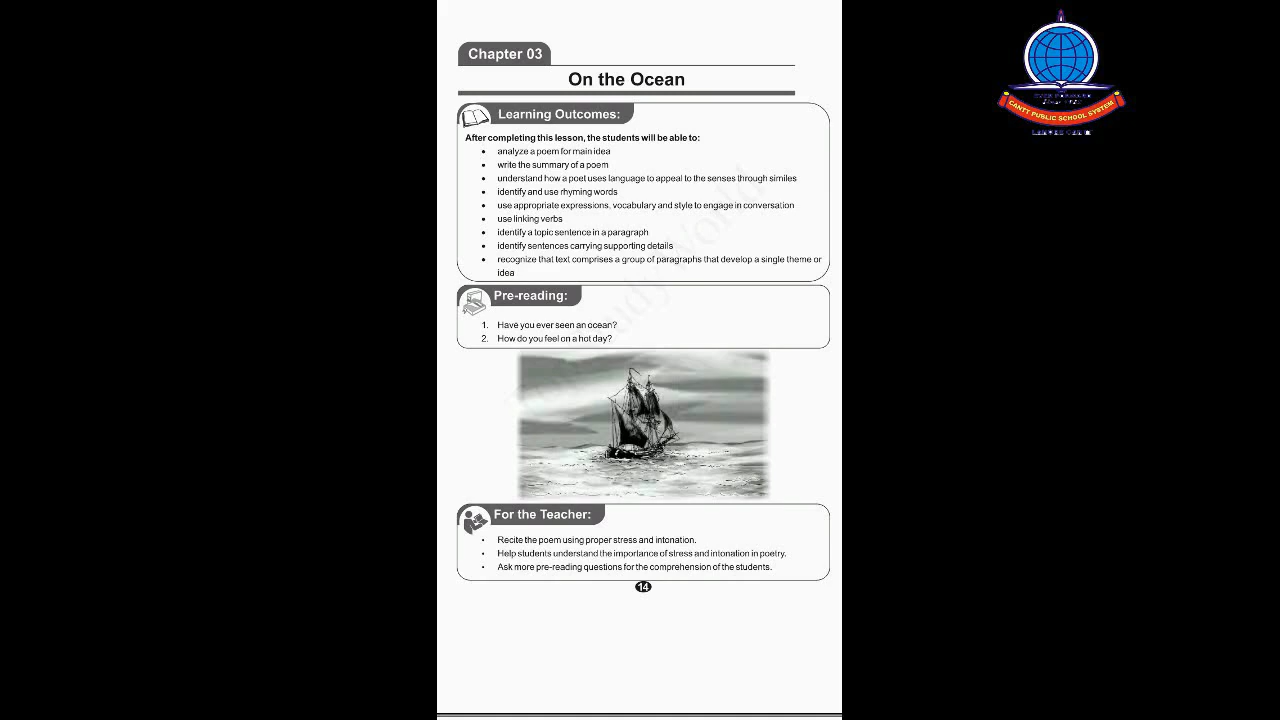 Chapter 03
On the Ocean
Learning Outcomes:
After completing this lesson, the students will be able to:
• analyze a poem for main idea
• write the summary of a poem
• understand how a poet uses language to appeal to the senses through similes
• identify and use rhyming words
• use appropriate expressions, vocabulary and style to engage in conversation
• use linking verbs
• identify a topic sentence in a paragraph
• identify sentences carrying supporting details
• recognize that text comprises a group of paragraphs that develop a single theme or
idea
Pre-reading:
1. Have you ever seen an ocean?
2. How do you feel on a hot day?
For the Teacher:
• Recite the poem using proper stress and intonation.
• Help students understand the importance of stress and intonation in poetry.
• Ask more pre-reading questions for the comprehension of the students.
14
CANTT PUBLIC SCHOOL SYSTEM